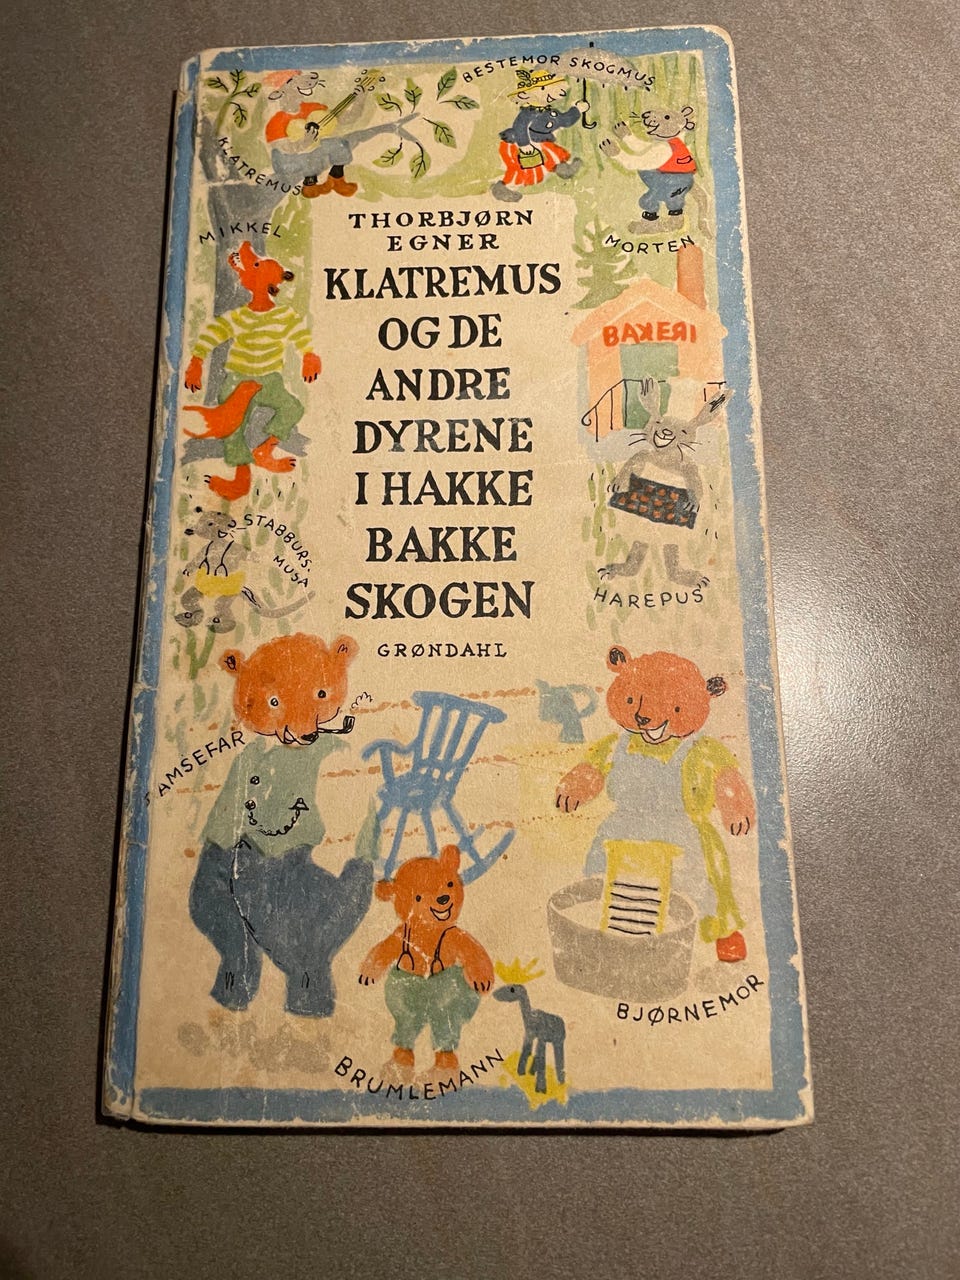 BESTEMOR SKOGMUS
KLATREMUS
MIKKEL
MORTEN
THORBJØRN
EGNER
KLATREMUS
OG DE
ANDRE
DYRENE
I HAKKE
BAKKE
SKOGEN
GRØNDAHL
BAKERI
STABBURS-
MUSA
HAREPUS
BAMSEFAR
BJØRNEMOR
BRUMLEMANN